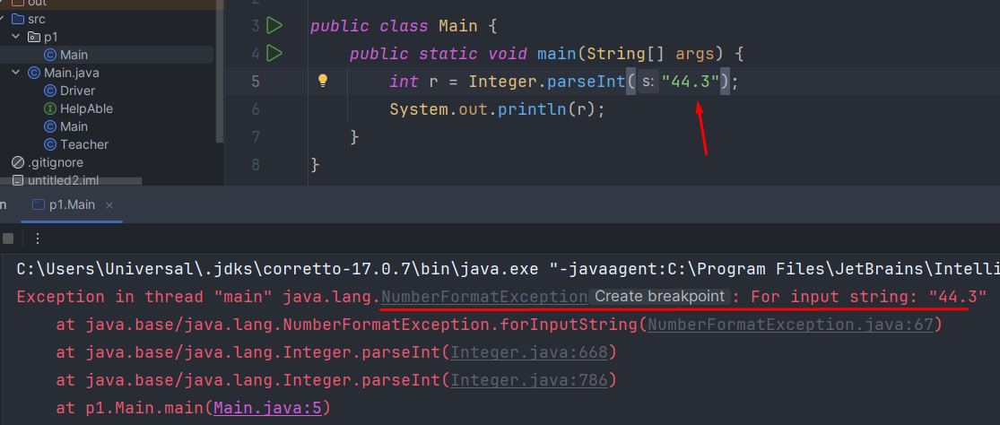 out
src
p1
Main
Main.java
Driver
HelpAble
Main
Teacher
.gitignore
untitled2.iml
2
3 public class Main {
4 public static void main(String[] args) {
5 int r = Integer.parseInt( s: "44.3");
6 System.out.println(r);
7 }
8 }
n p1.Main ×
C:\Users\Universal\.jdks\corretto-17.0.7\bin\java.exe "-javaagent:C:\Program Files\JetBrains\Intelli
Exception in thread "main" java.lang.NumberFormatException Create breakpoint : For input string: "44.3"
at java.base/java.lang.NumberFormatException.forInputString(NumberFormatException.java:67)
at java.base/java.lang.Integer.parseInt(Integer.java:668)
at java.base/java.lang.Integer.parseInt(Integer.java:786)
at p1.Main.main(Main.java:5)